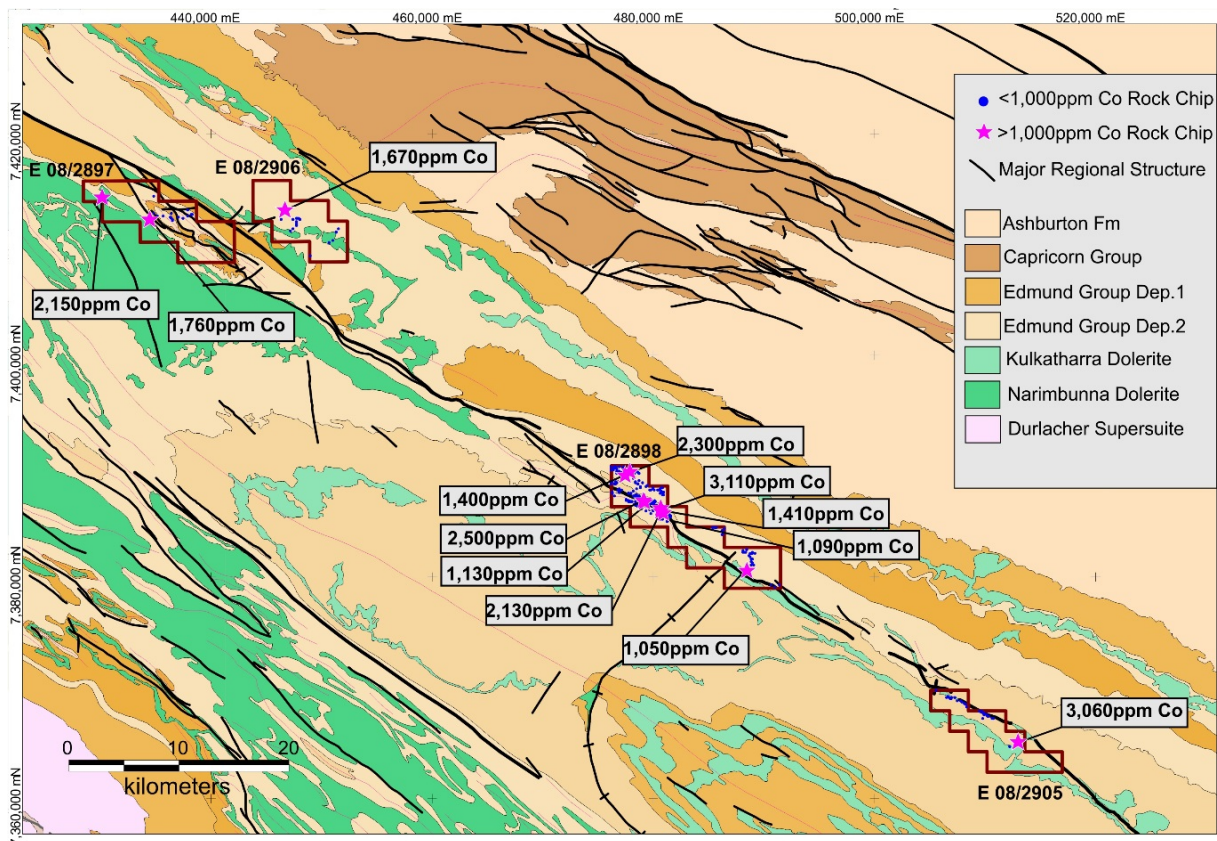 440,000 mE
460,000 mE
480,000 mE
500,000 mE
520,000 mE
7,420,000 mN
7,400,000 mN
7,380,000 mN
7,360,000 mN
<1,000ppm Co Rock Chip
>1,000ppm Co Rock Chip
Major Regional Structure
Ashburton Fm
Capricorn Group
Edmund Group Dep.1
Edmund Group Dep.2
Kulkatharra Dolerite
Narimbunna Dolerite
Durlacher Supersuite
E 08/2897
E 08/2906
1,670ppm Co
2,150ppm Co
1,760ppm Co
E 08/2898
2,300ppm Co
1,400ppm Co
3,110ppm Co
2,500ppm Co
1,410ppm Co
1,130ppm Co
1,090ppm Co
2,130ppm Co
1,050ppm Co
3,060ppm Co
E 08/2905
0 10 20
kilometers